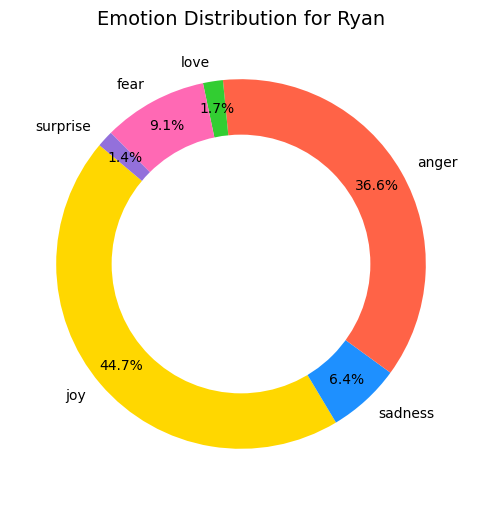 Emotion Distribution for Ryan
love
fear
1.7%
surprise
9.1%
1.4%
anger
36.6%
44.7%
joy
6.4%
sadness